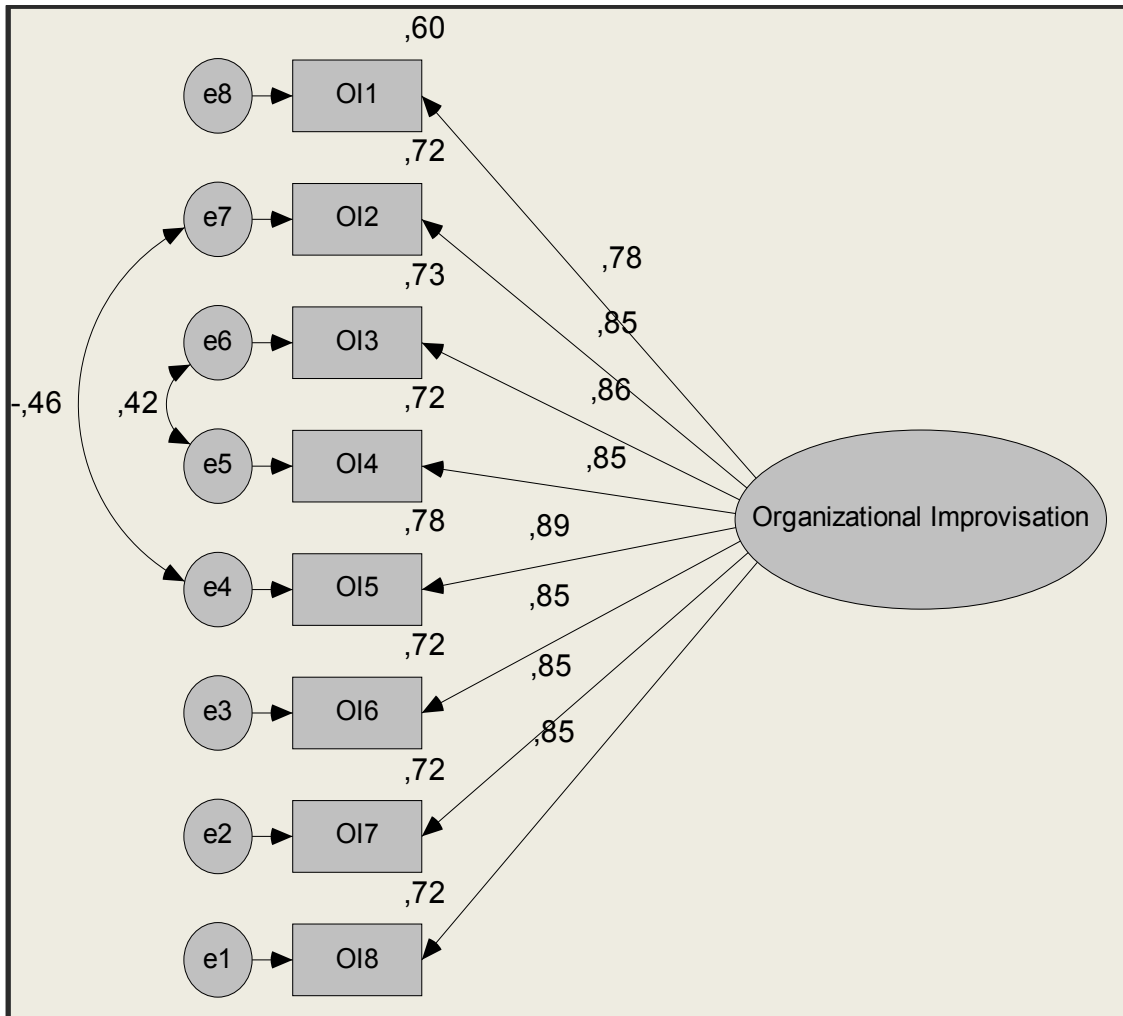 ,60
e8
OI1
,72
e7
OI2
,78
,73
,85
e6
OI3
,86
-,46
,42
,72
,85
e5
OI4
Organizational Improvisation
,78
,89
e4
OI5
,85
,72
,85
e3
OI6
,85
,72
e2
OI7
,72
e1
OI8